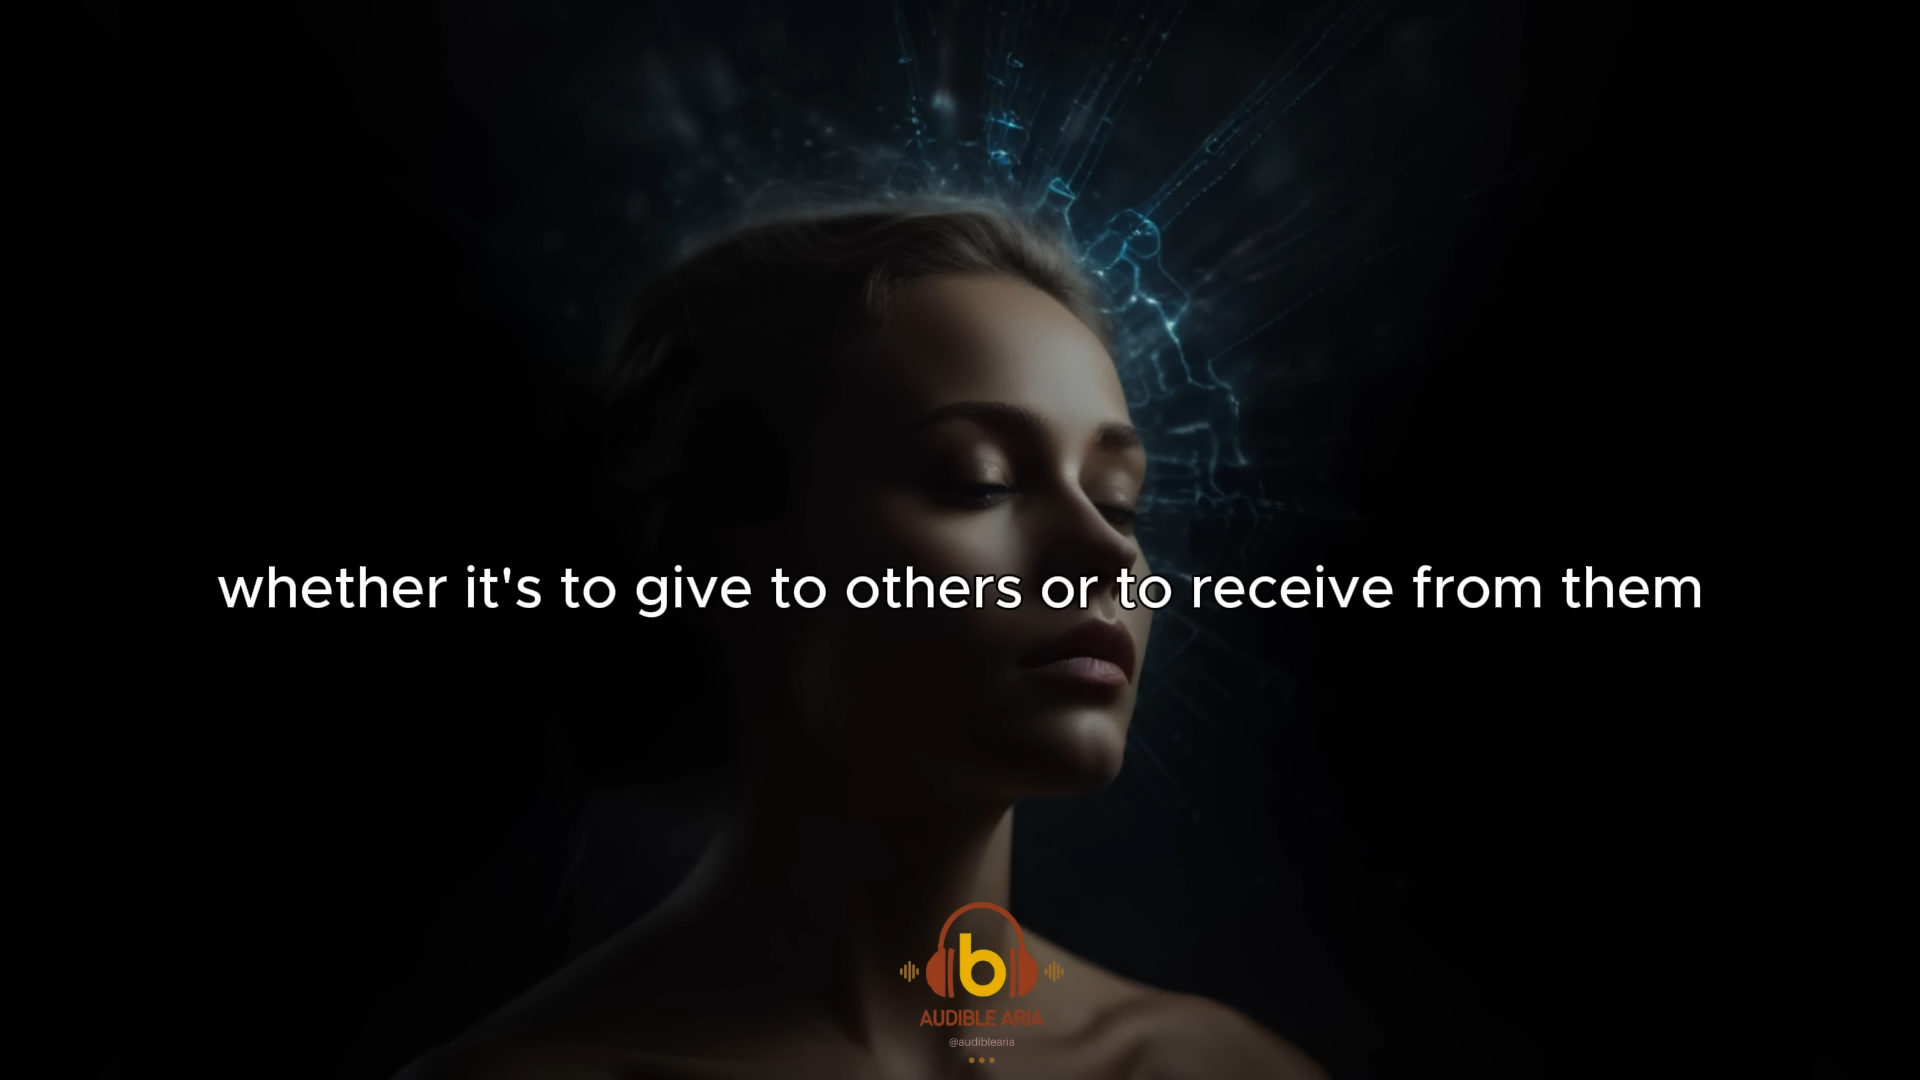 whether it's to give to others or to receive from them
b
AUDIBLE ARIA
@audiblearia